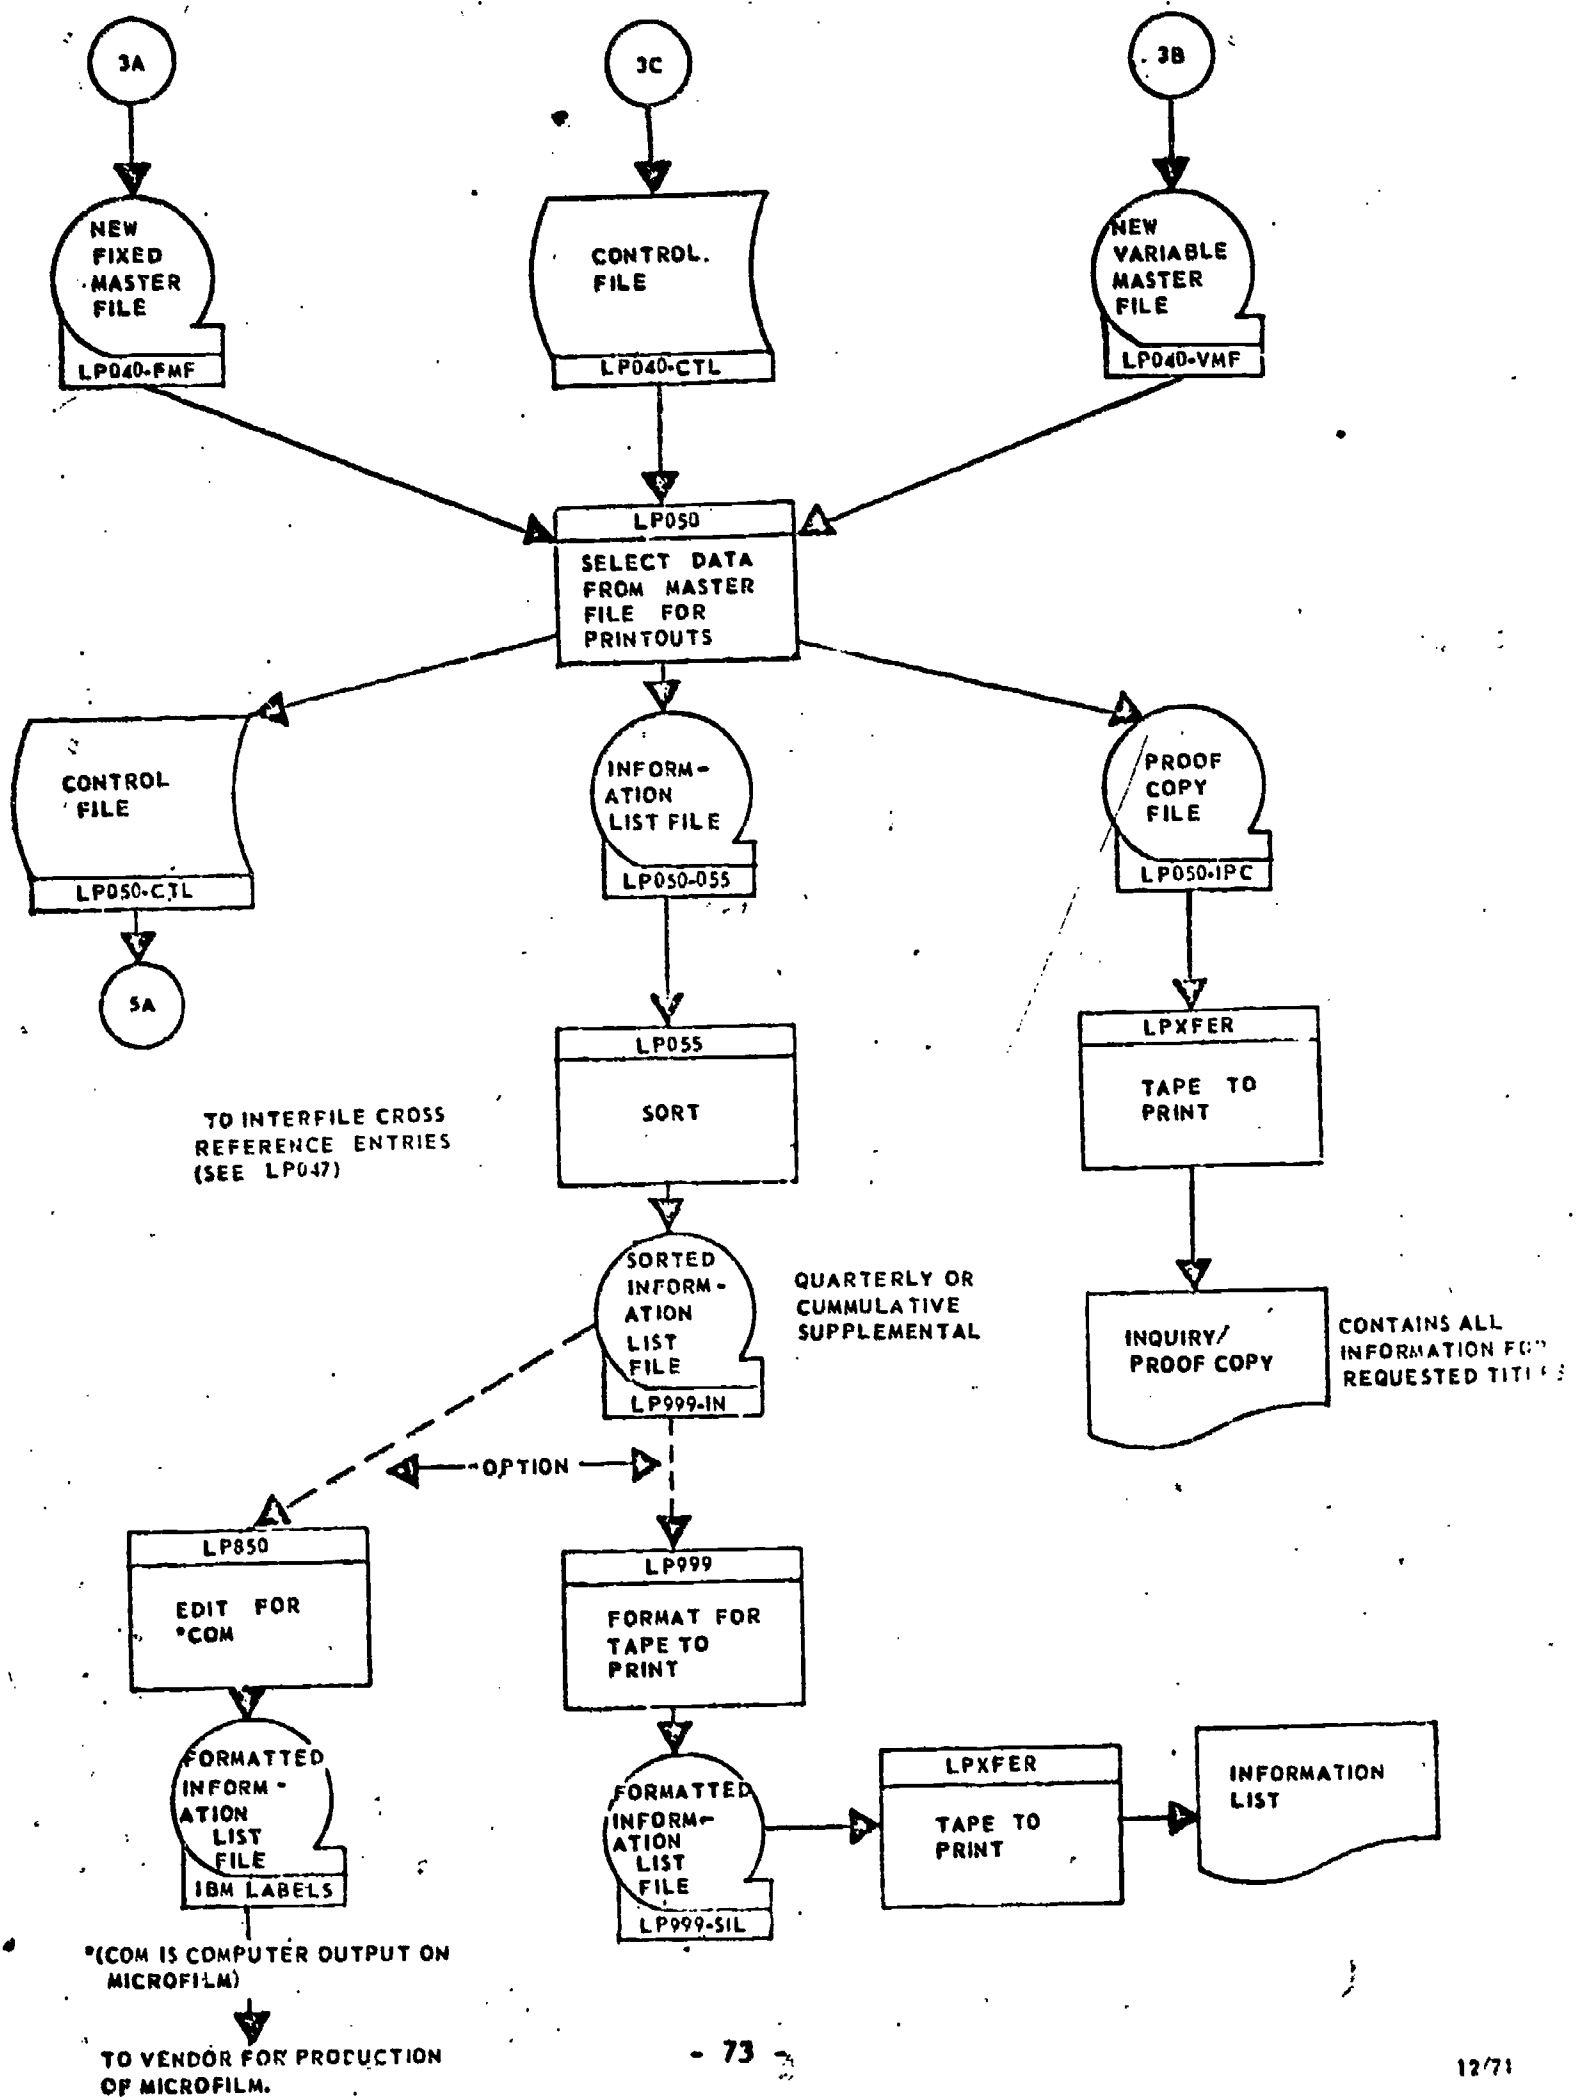 3A
3C
3B
NEW
FIXED
MASTER
FILE
LP040-FMF
CONTROL.
FILE
LP040-CTL
NEW
VARIABLE
MASTER
FILE
LP040-VMF
LP050
SELECT DATA
FROM MASTER
FILE FOR
PRINTOUTS
CONTROL
FILE
LP050-CTL
5A
INFORM-
ATION
LIST FILE
LP050-055
PROOF
COPY
FILE
LP050-IPC
LP055
SORT
TO INTERFILE CROSS
REFERENCE ENTRIES
(SEE LP047)
LPXFER
TAPE TO
PRINT
SORTED
INFORM-
ATION
LIST
FILE
LP999-IN
QUARTERLY OR
CUMMULATIVE
SUPPLEMENTAL
INQUIRY/
PROOF COPY
CONTAINS ALL
INFORMATION FOR
REQUESTED TITLES
OPTION
LP850
EDIT FOR
*COM
LP999
FORMAT FOR
TAPE TO
PRINT
FORMATTED
INFORM-
ATION
LIST
FILE
IBM LABELS
FORMATTED
INFORM-
ATION
LIST
FILE
LP999-SIL
LPXFER
TAPE TO
PRINT
INFORMATION
LIST
*(COM IS COMPUTER OUTPUT ON
MICROFILM)
TO VENDOR FOR PRODUCTION
OF MICROFILM.
- 73 -
12/71